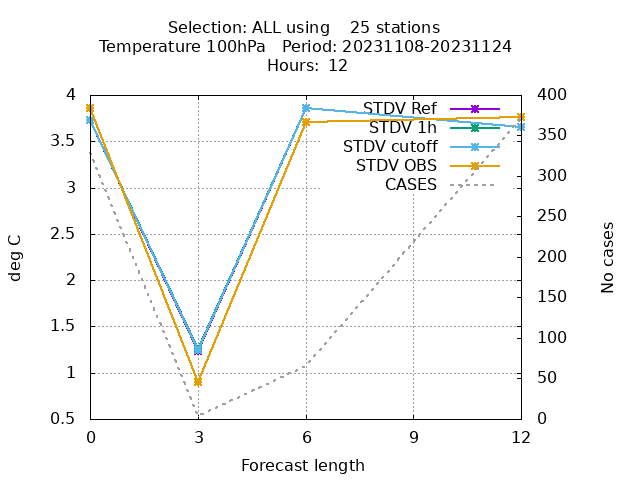 Selection: ALL using    25 stations
Temperature 100hPa   Period: 20231108-20231124
Hours:  12
4
3.5
3
2.5
2
1.5
1
0.5
400
350
300
250
200
150
100
50
0
STDV Ref
STDV 1h
STDV cutoff
STDV OBS
CASES
deg C
No cases
0
3
6
9
12
Forecast length